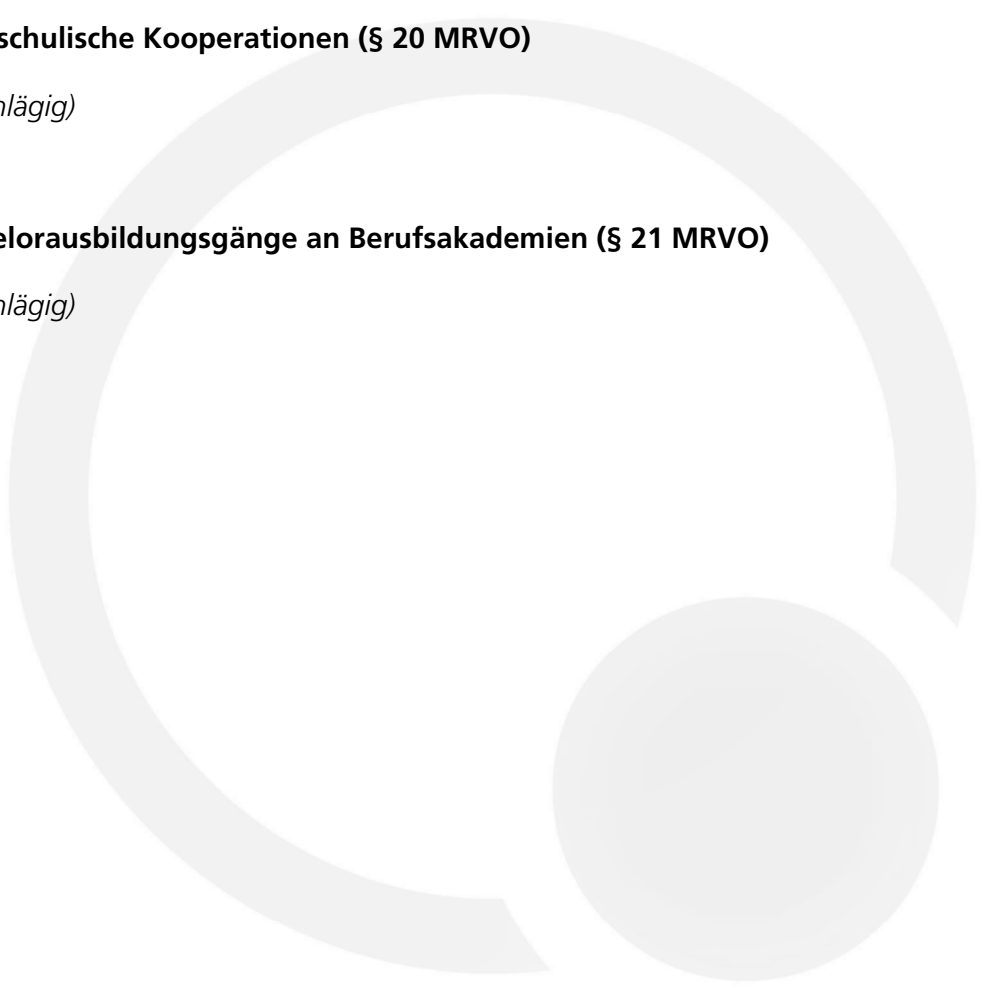 schulische Kooperationen (§ 20 MRVO)
nlägig)
elorausbildungsgänge an Berufsakademien (§ 21 MRVO)
nlägig)